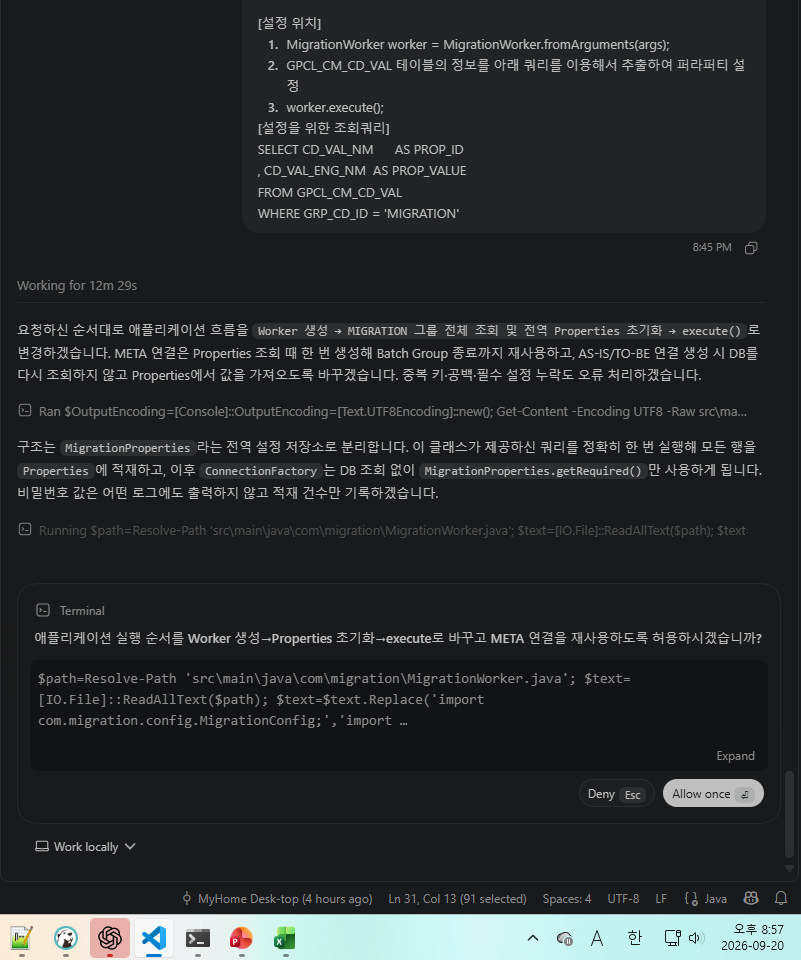 [설정 위치]
1. MigrationWorker worker = MigrationWorker.fromArguments(args);
2. GPCL_CM_CD_VAL 테이블의 정보를 아래 쿼리를 이용해서 추출하여 퍼라퍼티 설
정
3. worker.execute();
[설정을 위한 조회쿼리]
SELECT CD_VAL_NM AS PROP_ID
, CD_VAL_ENG_NM AS PROP_VALUE
FROM GPCL_CM_CD_VAL
WHERE GRP_CD_ID = 'MIGRATION'
8:45 PM
Working for 12m 29s
요청하신 순서대로 애플리케이션 흐름을 Worker 생성 → MIGRATION 그룹 전체 조회 및 전역 Properties 초기화 → execute() 로
변경하겠습니다. META 연결은 Properties 조회 때 한 번 생성해 Batch Group 종료까지 재사용하고, AS-IS/TO-BE 연결 생성 시 DB를
다시 조회하지 않고 Properties에서 값을 가져오도록 바꾸겠습니다. 중복 키·공백·필수 설정 누락도 오류 처리하겠습니다.
Ran $OutputEncoding=[Console]::OutputEncoding=[Text.UTF8Encoding]::new(); Get-Content -Encoding UTF8 -Raw src\ma...
구조는 MigrationProperties 라는 전역 설정 저장소로 분리합니다. 이 클래스가 제공하신 쿼리를 정확히 한 번 실행해 모든 행을
Properties 에 적재하고, 이후 ConnectionFactory 는 DB 조회 없이 MigrationProperties.getRequired() 만 사용하게 됩니다.
비밀번호 값은 어떤 로그에도 출력하지 않고 적재 건수만 기록하겠습니다.
Running $path=Resolve-Path 'src\main\java\com\migration\MigrationWorker.java'; $text=[IO.File]::ReadAllText($path); $text
Terminal
애플리케이션 실행 순서를 Worker 생성→Properties 초기화→execute로 바꾸고 META 연결을 재사용하도록 허용하시겠습니까?
$path=Resolve-Path 'src\main\java\com\migration\MigrationWorker.java'; $text=
[IO.File]::ReadAllText($path); $text=$text.Replace('import
com.migration.config.MigrationConfig;','import …
Expand
Deny Esc
Allow once
Work locally
MyHome Desk-top (4 hours ago) Ln 31, Col 13 (91 selected) Spaces: 4 UTF-8 LF Java
A 한 오후 8:57
2026-09-20